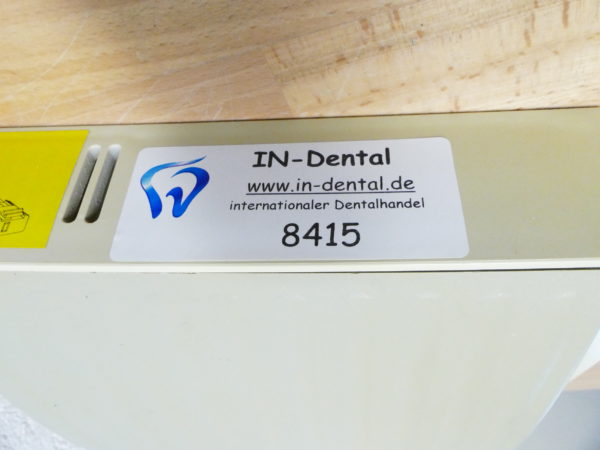 IN-Dental
www.in-dental.de
internationaler Dentalhandel
8415